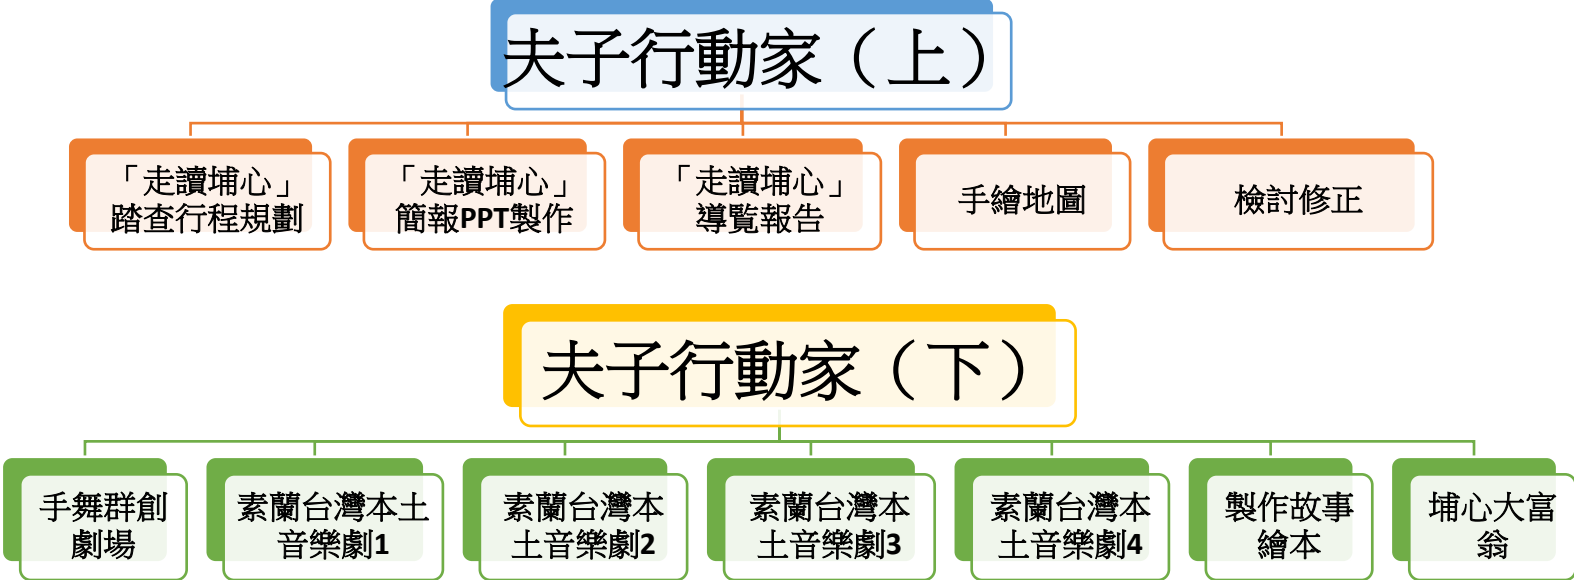 夫子行動家（上）
「走讀埔心」
踏查行程規劃
「走讀埔心」
簡報PPT製作
「走讀埔心」
導覽報告
手繪地圖
檢討修正
夫子行動家（下）
手舞群創
劇場
素蘭台灣本土
音樂劇1
素蘭台灣本
土音樂劇2
素蘭台灣本
土音樂劇3
素蘭台灣本
土音樂劇4
製作故事
繪本
埔心大富
翁